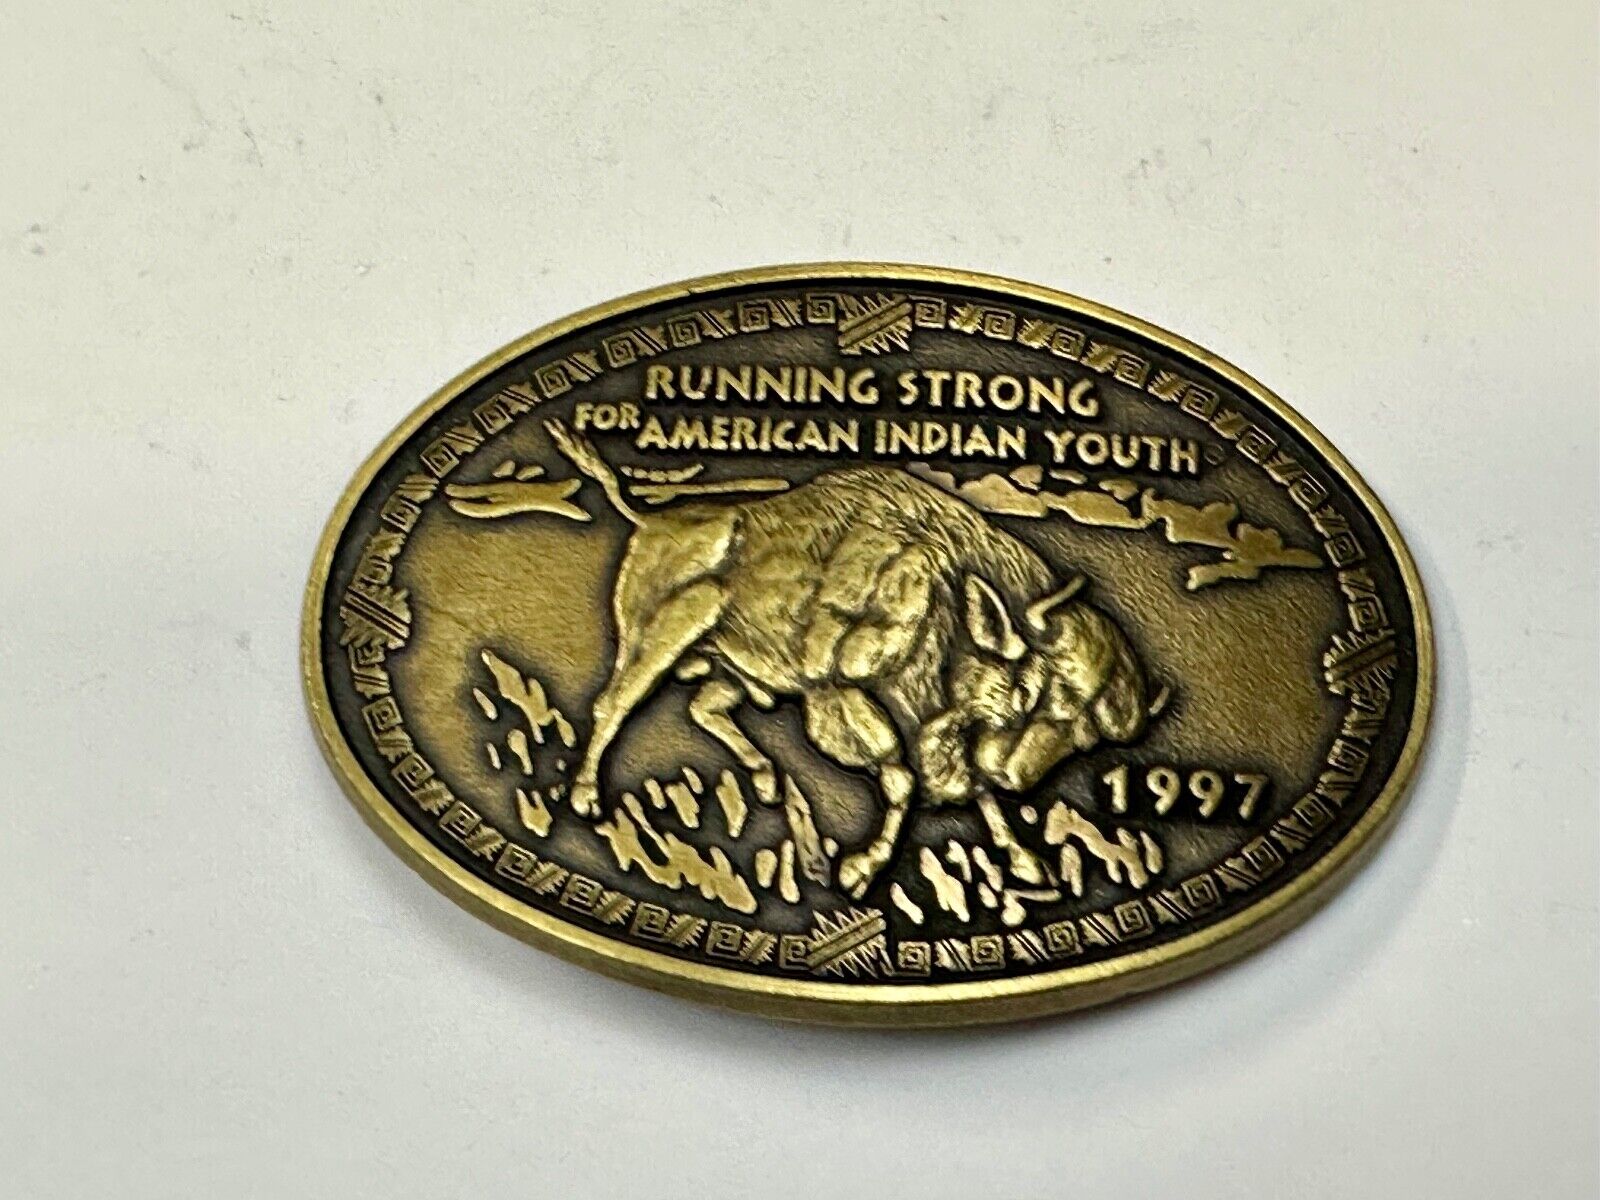 RUNNING STRONG
FOR AMERICAN INDIAN YOUTH
1997